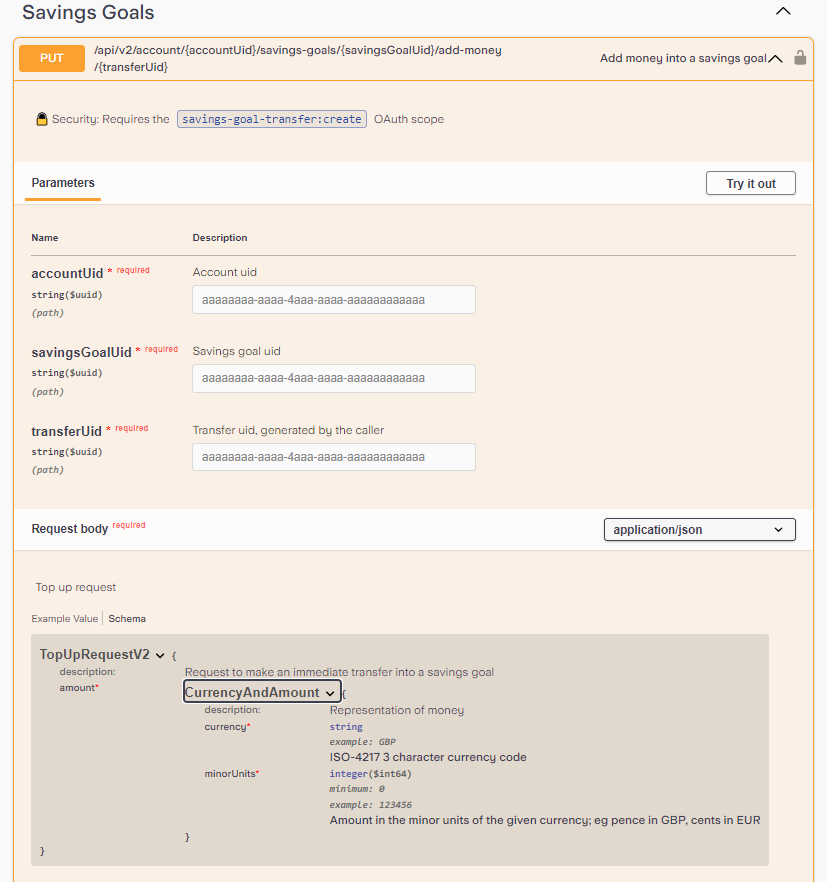 Savings Goals
PUT
/api/v2/account/{accountUid}/savings-goals/{savingsGoalUid}/add-money
/{transferUid}
Add money into a savings goal
Security: Requires the savings-goal-transfer:create OAuth scope
Parameters
Try it out
Name Description
accountUid * required
string($uuid)
(path)
Account uid
aaaaaaaa-aaaa-4aaa-aaaa-aaaaaaaaaaaa
savingsGoalUid * required
string($uuid)
(path)
Savings goal uid
aaaaaaaa-aaaa-4aaa-aaaa-aaaaaaaaaaaa
transferUid * required
string($uuid)
(path)
Transfer uid, generated by the caller
aaaaaaaa-aaaa-4aaa-aaaa-aaaaaaaaaaaa
Request body required
application/json
Top up request
Example Value Schema
TopUpRequestV2 {
description: Request to make an immediate transfer into a savings goal
amount* CurrencyAndAmount {
description: Representation of money
currency* string
example: GBP
ISO-4217 3 character currency code
minorUnits* integer($int64)
minimum: 0
example: 123456
Amount in the minor units of the given currency; eg pence in GBP, cents in EUR
}
}